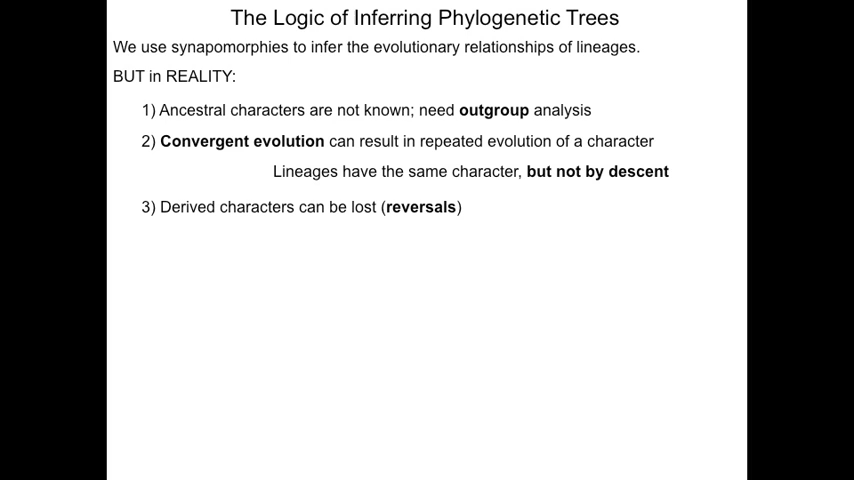 The Logic of Inferring Phylogenetic Trees
We use synapomorphies to infer the evolutionary relationships of lineages.
BUT in REALITY:
1) Ancestral characters are not known; need outgroup analysis
2) Convergent evolution can result in repeated evolution of a character
Lineages have the same character, but not by descent
3) Derived characters can be lost (reversals)